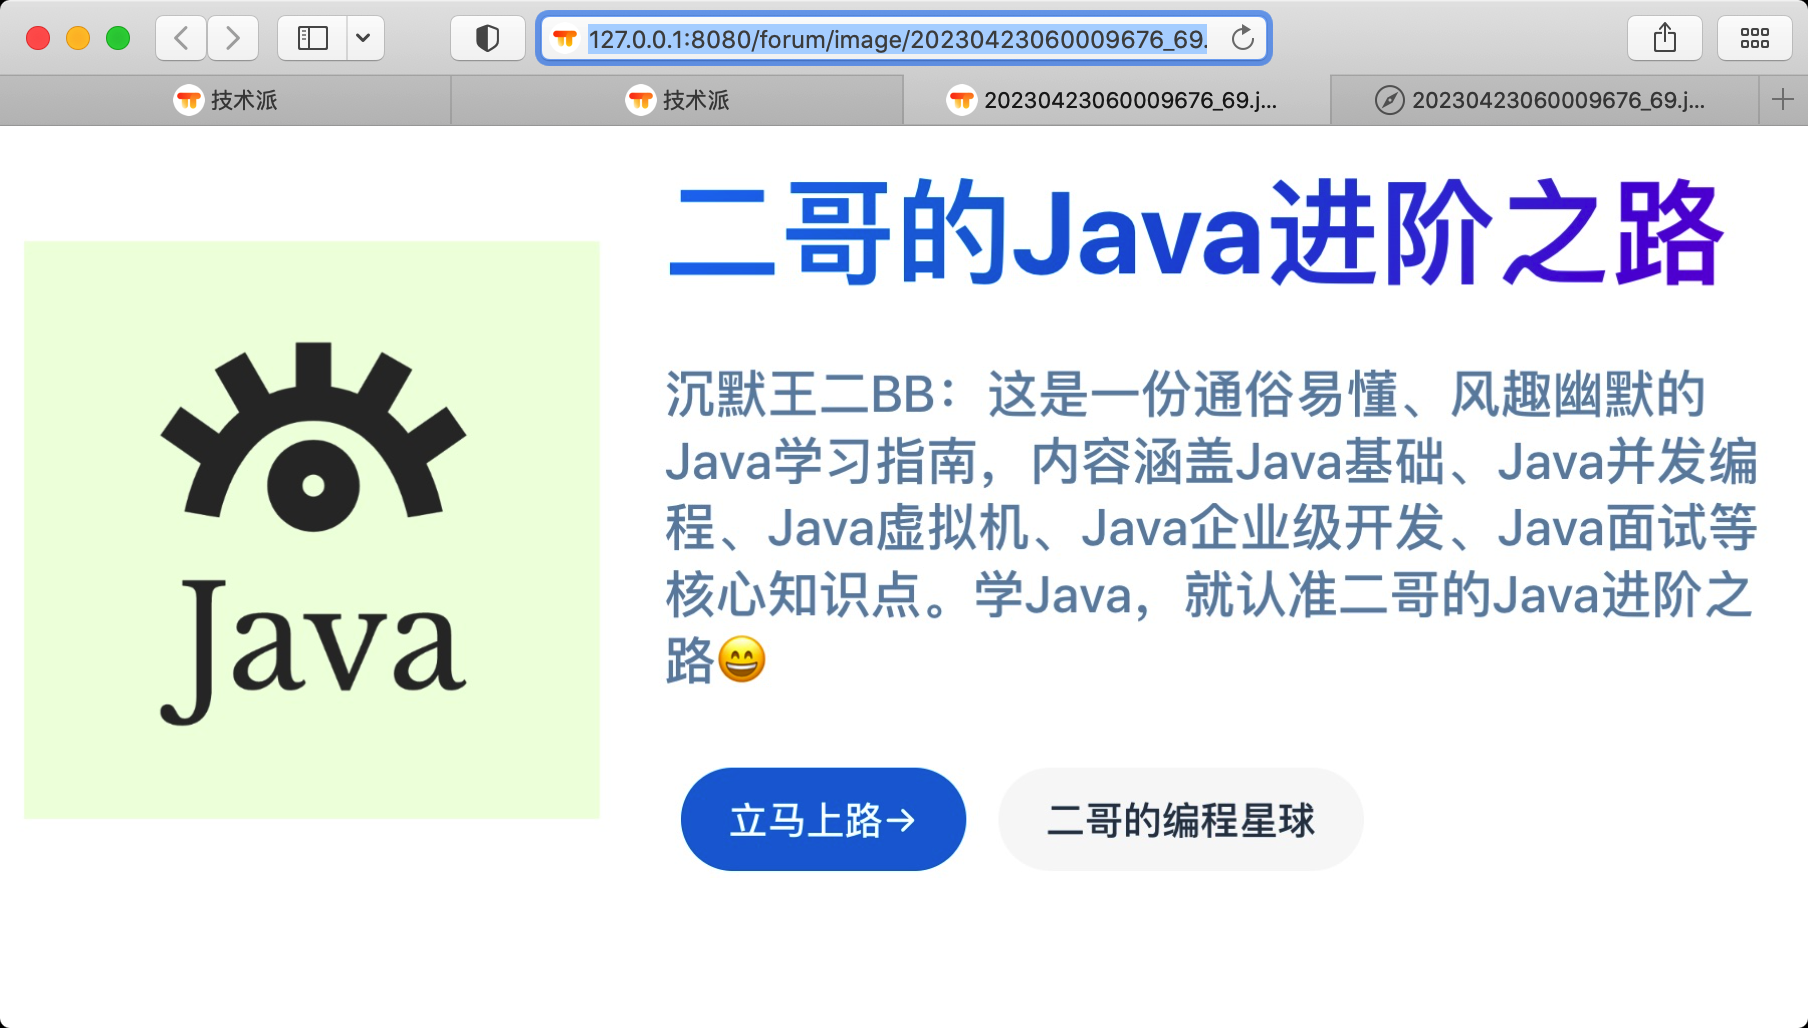 127.0.0.1:8080/forum/image/20230423060009676_69.
技术派
技术派
20230423060009676_69.j...
20230423060009676_69.j...
二哥的Java进阶之路
沉默王二BB：这是一份通俗易懂、风趣幽默的
Java学习指南，内容涵盖Java基础、Java并发编
程、Java虚拟机、Java企业级开发、Java面试等
核心知识点。学Java，就认准二哥的Java进阶之
路😄
Java
立马上路→
二哥的编程星球